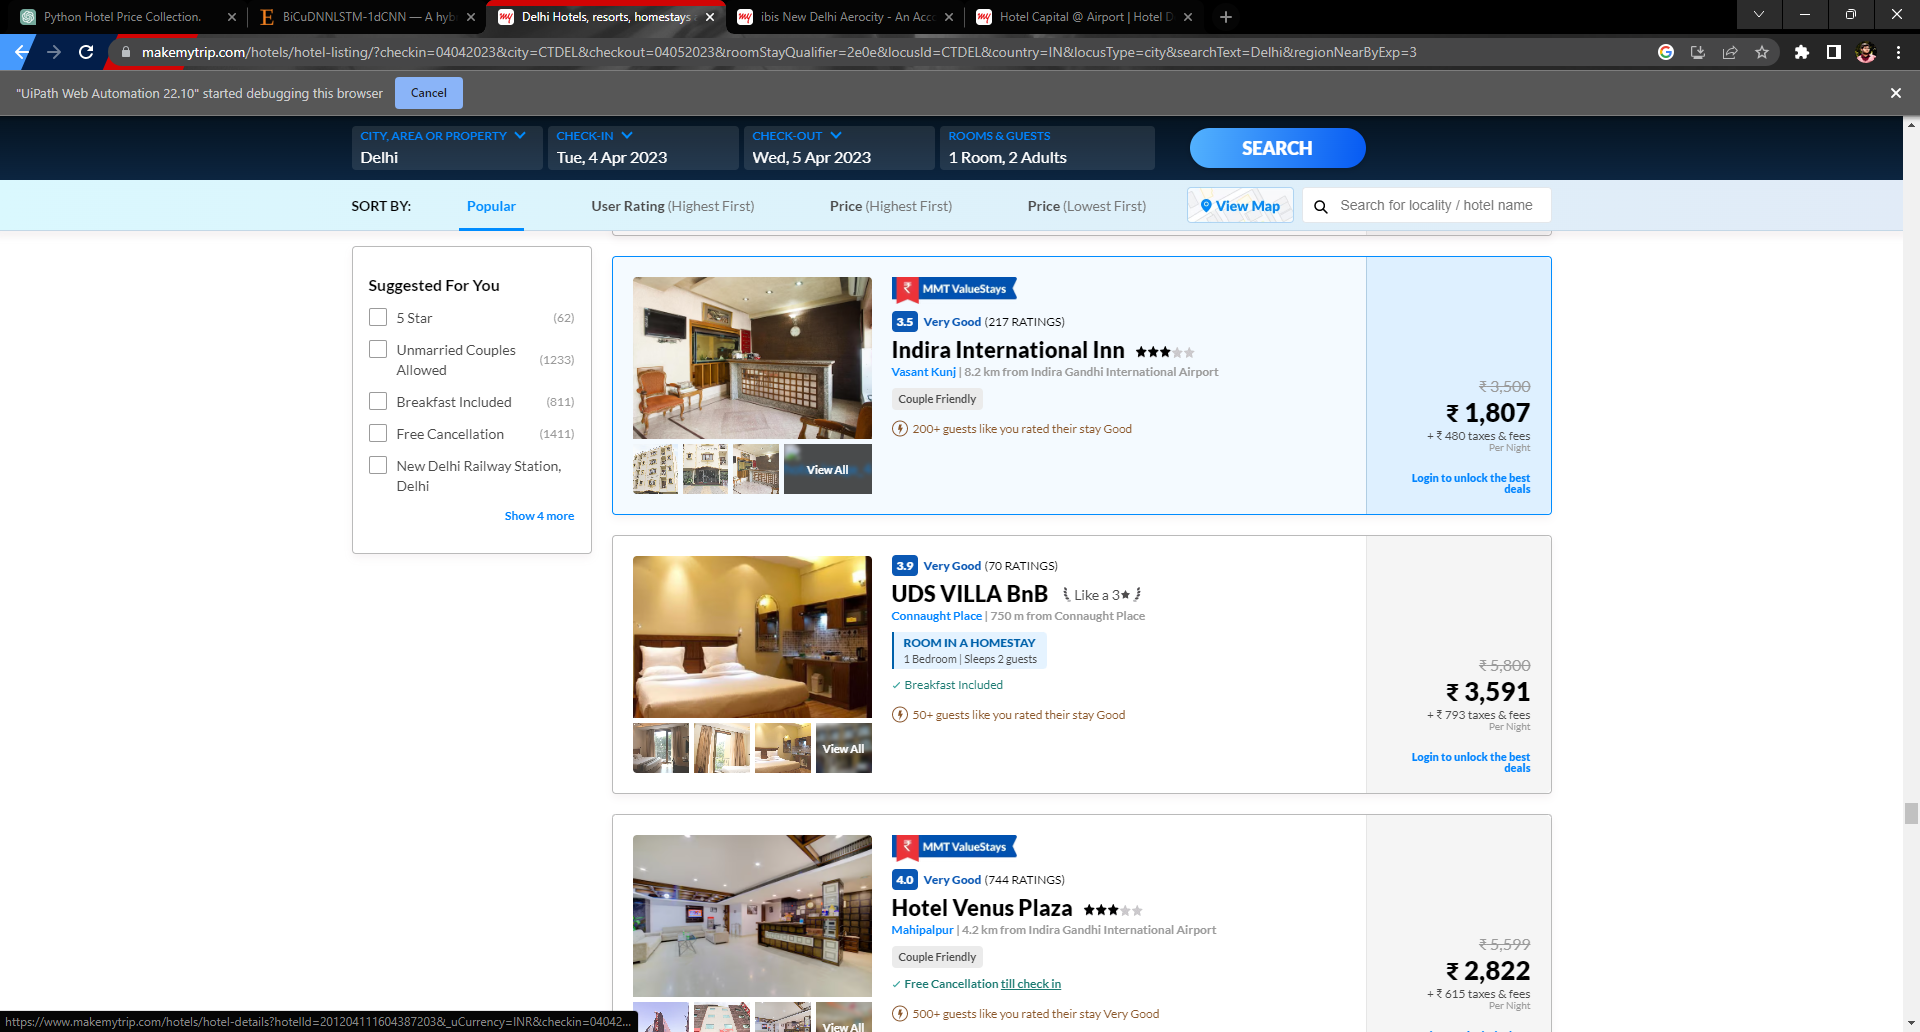 Python Hotel Price Collection.
BiCuDNNLSTM-1dCNN — A hyb
Delhi Hotels, resorts, homestays
ibis New Delhi Aerocity - An Acc
Hotel Capital @ Airport | Hotel D
makemytrip.com/hotels/hotel-listing/?checkin=04042023&city=CTDEL&checkout=04052023&roomStayQualifier=2e0e&locusId=CTDEL&country=IN&locusType=city&searchText=Delhi&regionNearByExp=3
"UiPath Web Automation 22.10" started debugging this browser
Cancel
CITY, AREA OR PROPERTY
Delhi
CHECK-IN
Tue, 4 Apr 2023
CHECK-OUT
Wed, 5 Apr 2023
ROOMS & GUESTS
1 Room, 2 Adults
SEARCH
SORT BY:
Popular
User Rating (Highest First)
Price (Highest First)
Price (Lowest First)
View Map
Search for locality / hotel name
Suggested For You
5 Star (62)
Unmarried Couples
Allowed (1233)
Breakfast Included (811)
Free Cancellation (1411)
New Delhi Railway Station,
Delhi
Show 4 more
₹ MMT ValueStays
3.5 Very Good (217 RATINGS)
Indira International Inn
Vasant Kunj | 8.2 km from Indira Gandhi International Airport
Couple Friendly
200+ guests like you rated their stay Good
View All
₹ 3,500
₹ 1,807
+ ₹ 480 taxes & fees
Per Night
Login to unlock the best
deals
3.9 Very Good (70 RATINGS)
UDS VILLA BnB Like a 3★
Connaught Place | 750 m from Connaught Place
ROOM IN A HOMESTAY
1 Bedroom | Sleeps 2 guests
✓ Breakfast Included
50+ guests like you rated their stay Good
View All
₹ 5,800
₹ 3,591
+ ₹ 793 taxes & fees
Per Night
Login to unlock the best
deals
₹ MMT ValueStays
4.0 Very Good (744 RATINGS)
Hotel Venus Plaza
Mahipalpur | 4.2 km from Indira Gandhi International Airport
Couple Friendly
✓ Free Cancellation till check in
500+ guests like you rated their stay Very Good
View All
₹ 5,599
₹ 2,822
+ ₹ 615 taxes & fees
Per Night
https://www.makemytrip.com/hotels/hotel-details?hotelId=201204111604387203&_uCurrency=INR&checkin=04042...